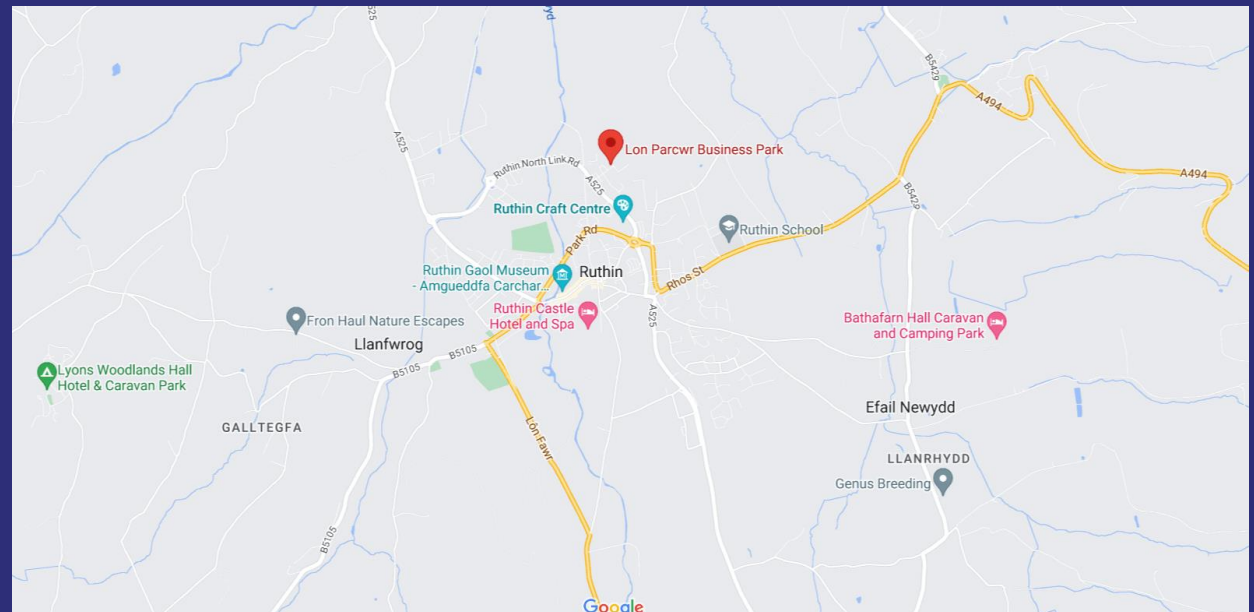 A525
B5429
A494
Lon Parcwr Business Park
A525
Ruthin North Link Rd
A494
A525
B5429
Ruthin Craft Centre
Park Rd
Ruthin School
Ruthin Gaol Museum
- Amgueddfa Carchar...
Ruthin
Rhos St
Ruthin Castle
Hotel and Spa
A525
Bathafarn Hall Caravan
and Camping Park
Fron Haul Nature Escapes
Llanfwrog
B5105
B5105
Lyons Woodlands Hall
Hotel & Caravan Park
Efail Newydd
GALLTEGFA
Lôn Fawr
LLANRHYDD
Genus Breeding
B5105
Google